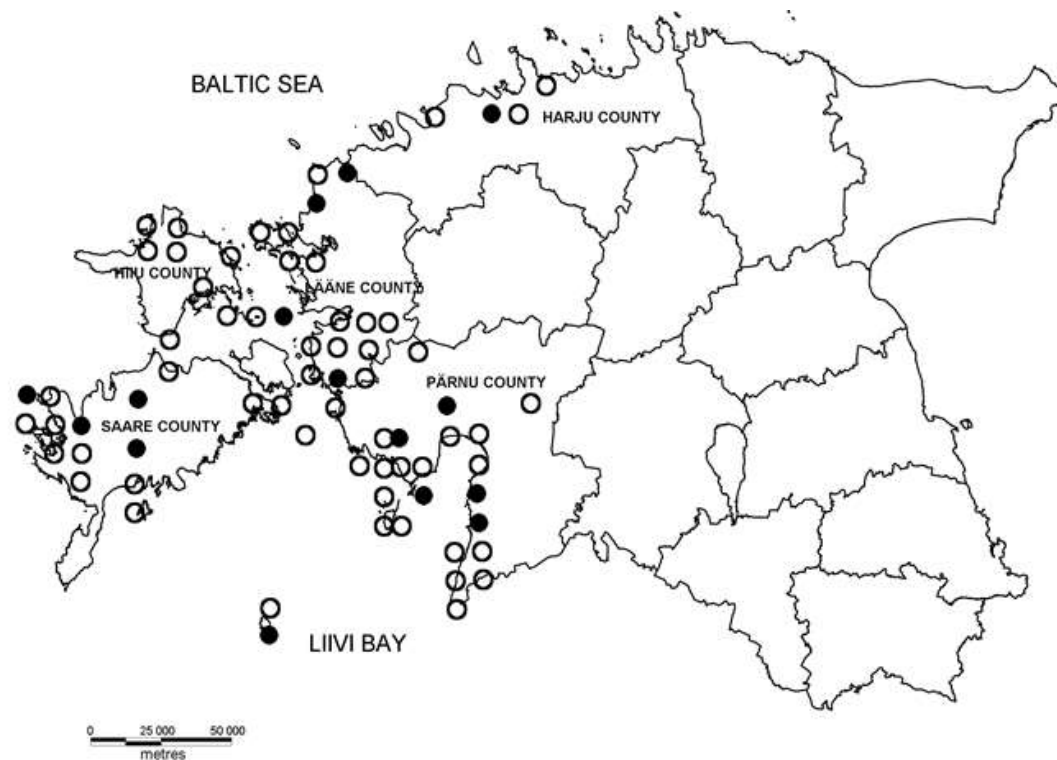 BALTIC SEA
HARJU COUNTY
HIIU COUNTY
LÄÄNE COUNTY
PÄRNU COUNTY
SAARE COUNTY
LIIVI BAY
0 25 000 50 000
metres